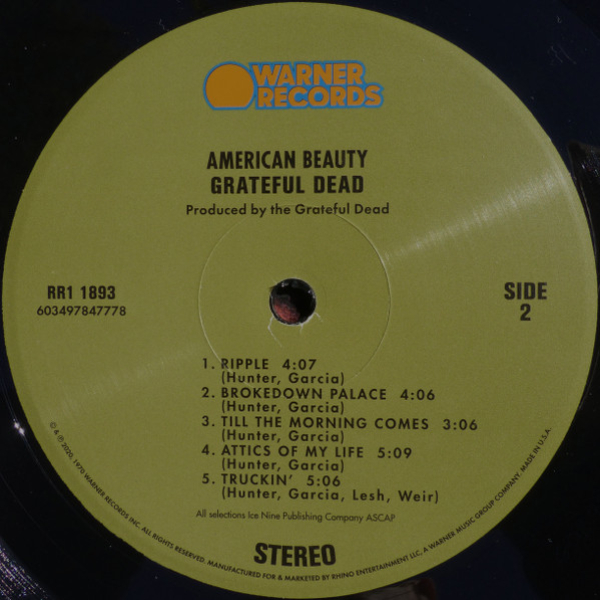 WARNER
RECORDS
AMERICAN BEAUTY
GRATEFUL DEAD
Produced by the Grateful Dead
RR1 1893
603497847778
SIDE
2
1. RIPPLE 4:07
(Hunter, Garcia)
2. BROKEDOWN PALACE 4:06
(Hunter, Garcia)
3. TILL THE MORNING COMES 3:06
(Hunter, Garcia)
4. ATTICS OF MY LIFE 5:09
(Hunter, Garcia)
5. TRUCKIN' 5:06
(Hunter, Garcia, Lesh, Weir)
All selections Ice Nine Publishing Company ASCAP
STEREO
© & ℗ 2020, 1970 WARNER RECORDS INC. ALL RIGHTS RESERVED. MANUFACTURED FOR & MARKETED BY RHINO ENTERTAINMENT LLC, A WARNER MUSIC GROUP COMPANY. MADE IN U.S.A.